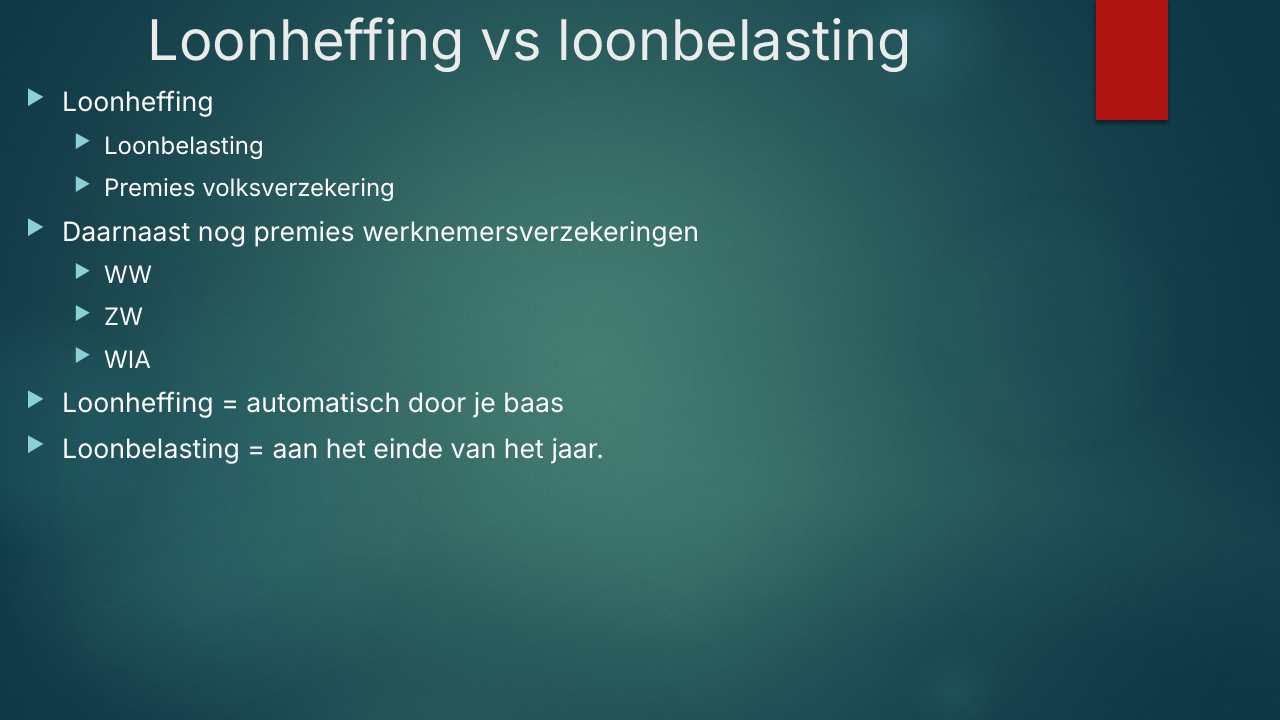 Loonheffing vs loonbelasting
Loonheffing
Loonbelasting
Premies volksverzekering
Daarnaast nog premies werknemersverzekeringen
WW
ZW
WIA
Loonheffing = automatisch door je baas
Loonbelasting = aan het einde van het jaar.